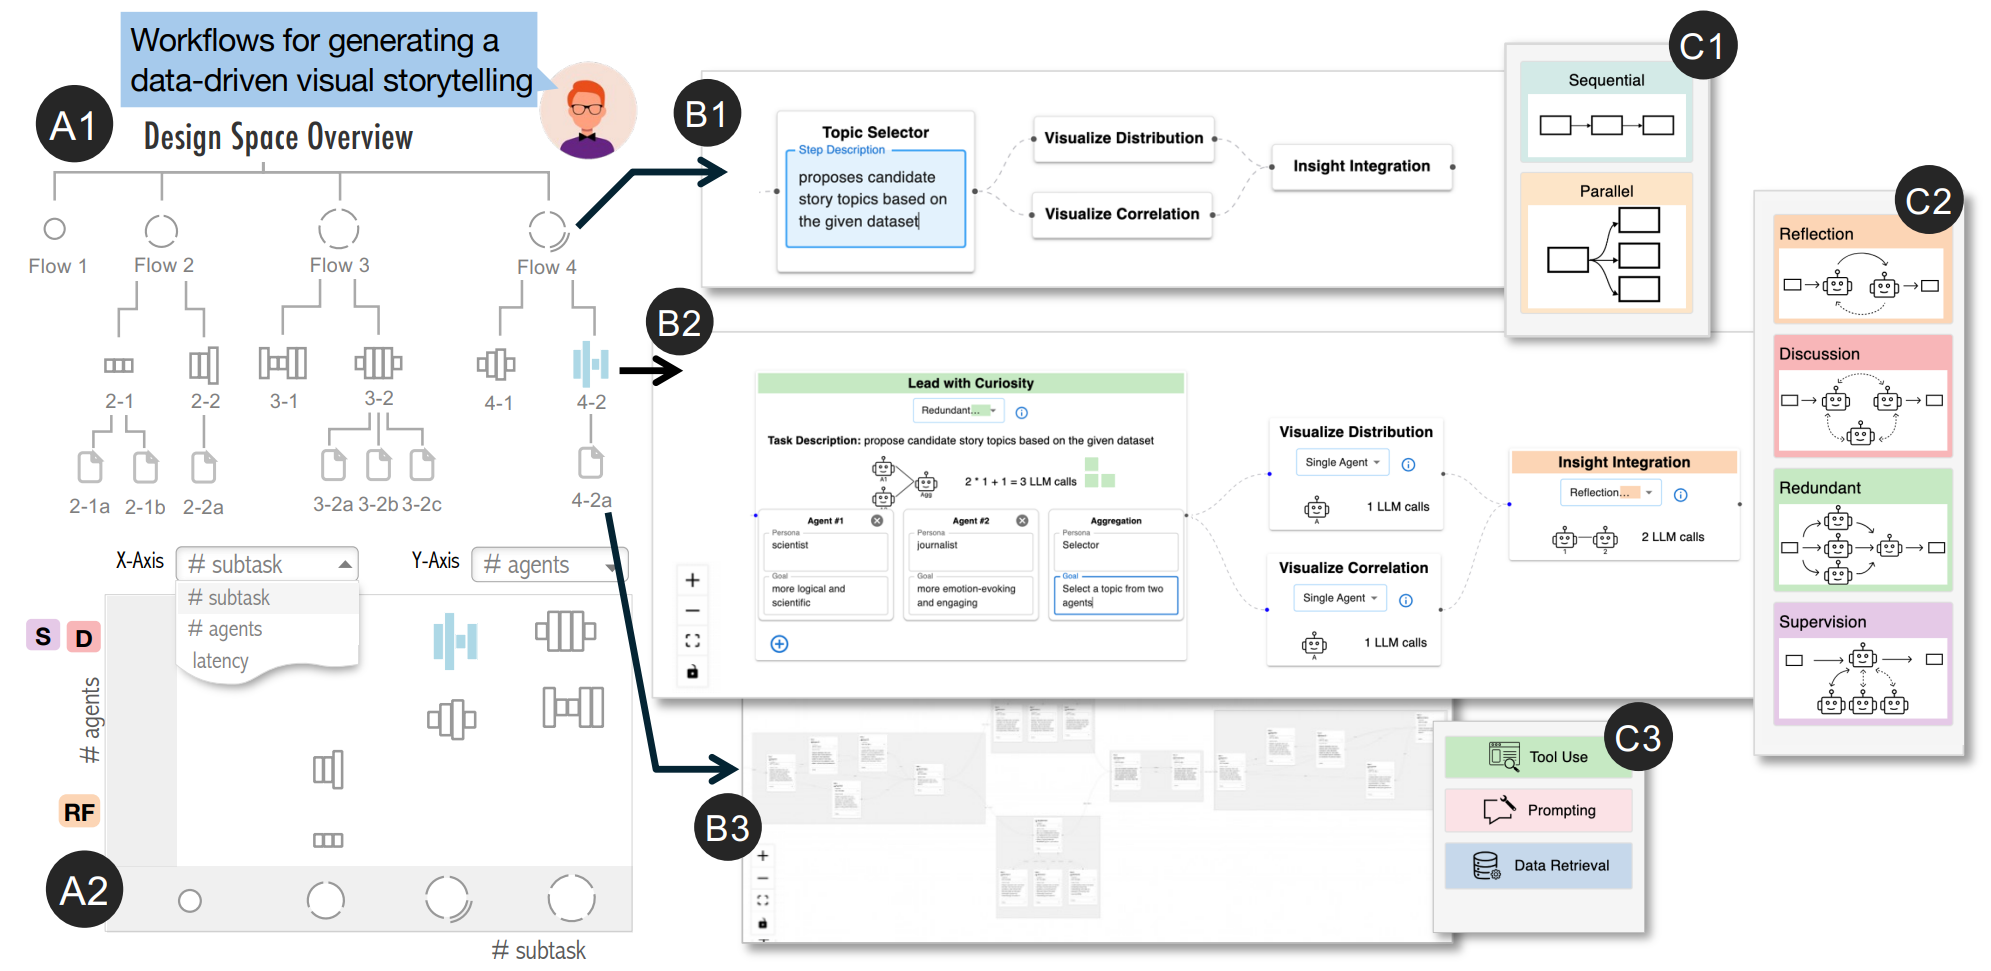 Workflows for generating a
data-driven visual storytelling
A1
Design Space Overview
Flow 1
Flow 2
Flow 3
Flow 4
2-1
2-2
3-1
3-2
4-1
4-2
2-1a
2-1b
2-2a
3-2a
3-2b
3-2c
4-2a
X-Axis
# subtask
Y-Axis
# agents
# subtask
# agents
latency
S
D
# agents
RF
A2
# subtask
B1
Topic Selector
Step Description
proposes candidate
story topics based on
the given dataset
Visualize Distribution
Visualize Correlation
Insight Integration
C1
Sequential
Parallel
B2
Lead with Curiosity
Redundant...
Task Description: propose candidate story topics based on the given dataset
A1
Agg
2 * 1 + 1 = 3 LLM calls
Agent #1
Persona
scientist
Goal
more logical and
scientific
Agent #2
Persona
journalist
Goal
more emotion-evoking
and engaging
Aggregation
Persona
Selector
Goal
Select a topic from two
agents
Visualize Distribution
Single Agent
A
1 LLM calls
Visualize Correlation
Single Agent
A
1 LLM calls
Insight Integration
Reflection...
1
2
2 LLM calls
C2
Reflection
Discussion
Redundant
Supervision
B3
C3
Tool Use
Prompting
Data Retrieval